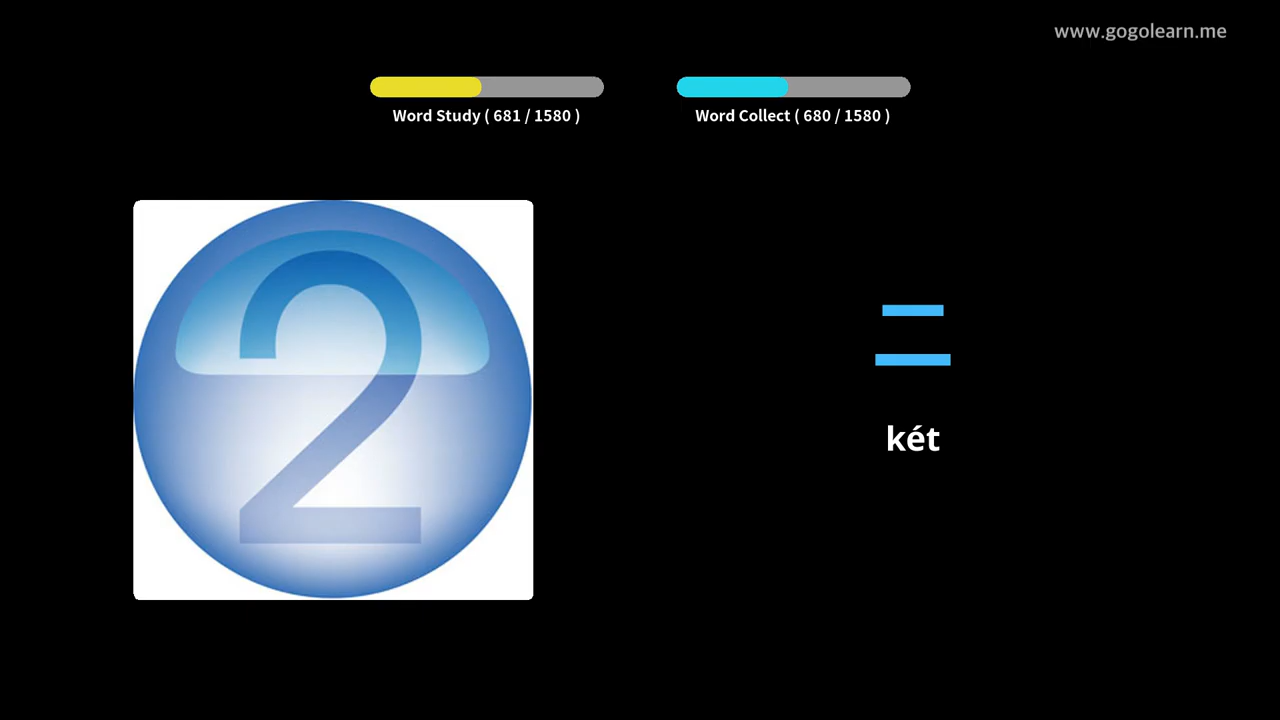 www.gogolearn.me
Word Study ( 681 / 1580 )
Word Collect ( 680 / 1580 )
2
二
két